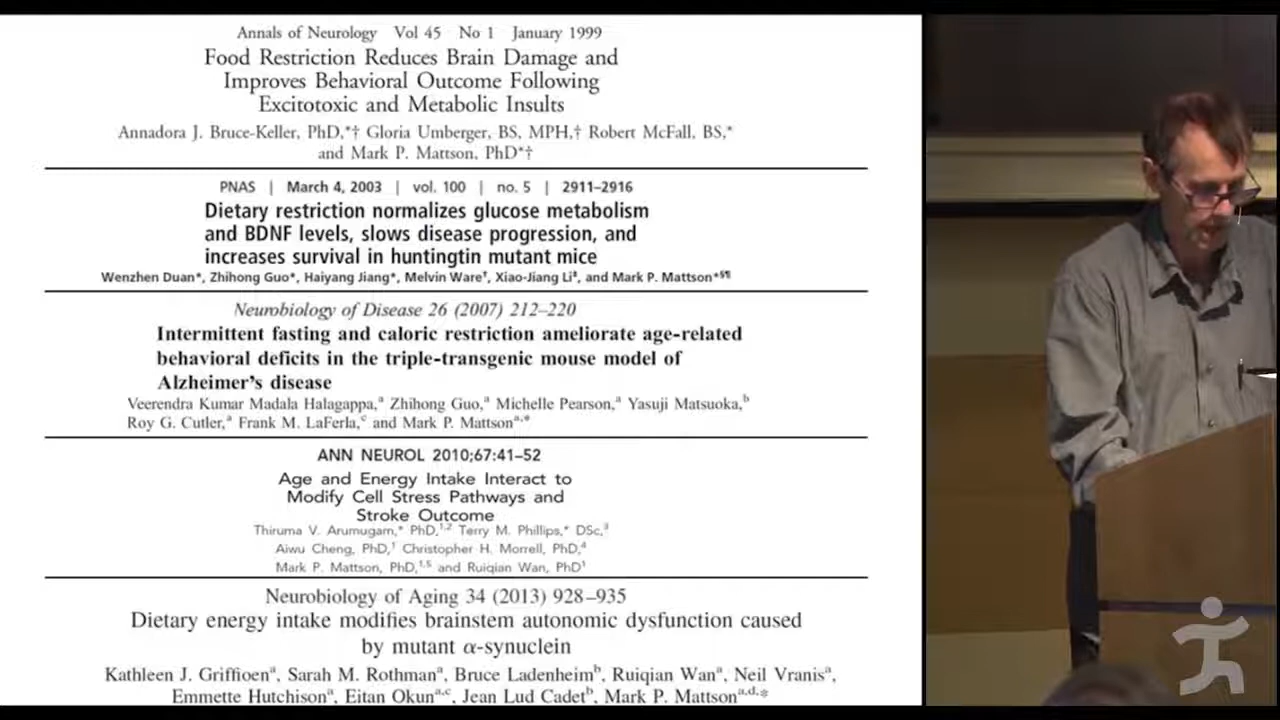 Annals of Neurology Vol 45 No 1 January 1999
Food Restriction Reduces Brain Damage and
Improves Behavioral Outcome Following
Excitotoxic and Metabolic Insults
Annadora J. Bruce-Keller, PhD,*† Gloria Umberger, BS, MPH,† Robert McFall, BS,*
and Mark P. Mattson, PhD*†
PNAS | March 4, 2003 | vol. 100 | no. 5 | 2911–2916
Dietary restriction normalizes glucose metabolism
and BDNF levels, slows disease progression, and
increases survival in huntingtin mutant mice
Wenzhen Duan*, Zhihong Guo*, Haiyang Jiang*, Melvin Ware†, Xiao-Jiang Li‡, and Mark P. Mattson*§¶
Neurobiology of Disease 26 (2007) 212–220
Intermittent fasting and caloric restriction ameliorate age-related
behavioral deficits in the triple-transgenic mouse model of
Alzheimer's disease
Veerendra Kumar Madala Halagappa,a Zhihong Guo,a Michelle Pearson,a Yasuji Matsuoka,b
Roy G. Cutler,a Frank M. LaFerla,c and Mark P. Mattsona,*
ANN NEUROL 2010;67:41–52
Age and Energy Intake Interact to
Modify Cell Stress Pathways and
Stroke Outcome
Thiruma V. Arumugam,* PhD,1,2 Terry M. Phillips,* DSc,3
Aiwu Cheng, PhD,1 Christopher H. Morrell, PhD,4
Mark P. Mattson, PhD,1,5 and Ruiqian Wan, PhD1
Neurobiology of Aging 34 (2013) 928–935
Dietary energy intake modifies brainstem autonomic dysfunction caused
by mutant α-synuclein
Kathleen J. Griffioena, Sarah M. Rothmana, Bruce Ladenheimb, Ruiqian Wana, Neil Vranisa,
Emmette Hutchisona, Eitan Okuna,c, Jean Lud Cadetb, Mark P. Mattsona,d,*